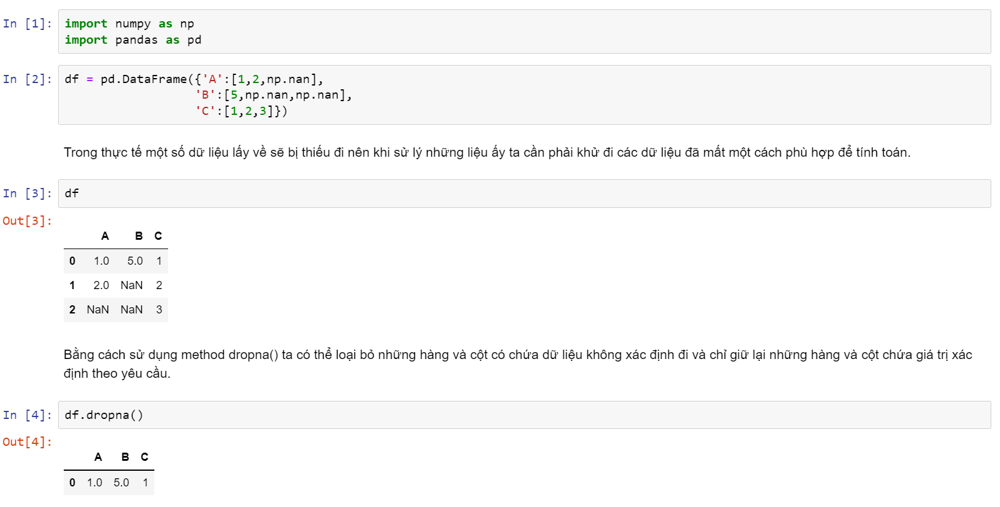 In [1]: import numpy as np
import pandas as pd
In [2]: df = pd.DataFrame({'A':[1,2,np.nan],
'B':[5,np.nan,np.nan],
'C':[1,2,3]})
Trong thực tế một số dữ liệu lấy về sẽ bị thiếu đi nên khi sử lý những liệu ấy ta cần phải khử đi các dữ liệu đã mất một cách phù hợp để tính toán.
In [3]: df
Out[3]:
A B C
0 1.0 5.0 1
1 2.0 NaN 2
2 NaN NaN 3
Bằng cách sử dụng method dropna() ta có thể loại bỏ những hàng và cột có chứa dữ liệu không xác định đi và chỉ giữ lại những hàng và cột chứa giá trị xác
định theo yêu cầu.
In [4]: df.dropna()
Out[4]:
A B C
0 1.0 5.0 1